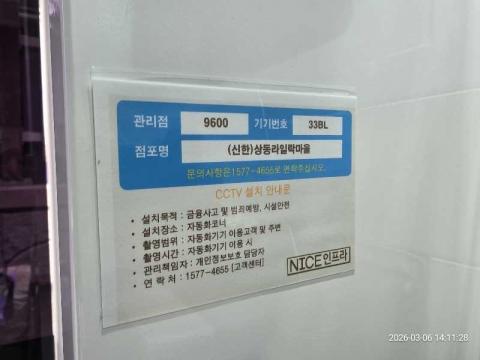 관리점 9600 기기번호 33BL
점포명 (신한)상동라일락마을
문의사항은1577-4655로 연락주십시오.
CCTV 설치 안내문
• 설치목적 : 금융사고 및 범죄예방, 시설안전
• 설치장소 : 자동화코너
• 촬영범위 : 자동화기기 이용고객 및 주변
• 촬영시간 : 자동화기기 이용 시
• 관리책임자 : 개인정보보호 담당자
• 연 락 처 : 1577-4655 [고객센터]
NICE인프라
2026-03-06 14:11:28